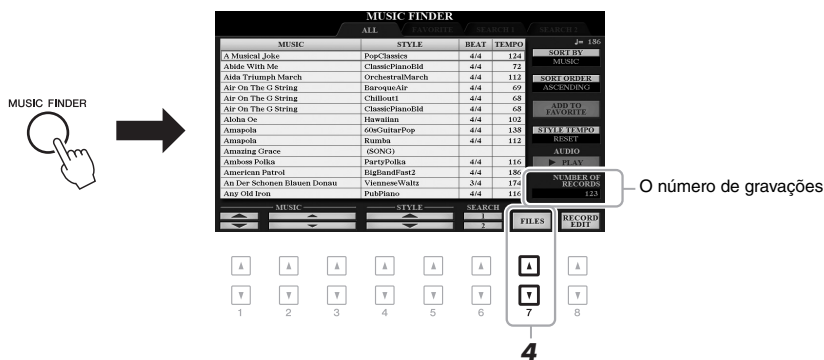 MUSIC FINDER
MUSIC FINDER
ALL FAVORITE SEARCH 1 SEARCH 2
MUSIC STYLE BEAT TEMPO
A Musical Joke PopClassics 4/4 124
Abide With Me ClassicPianoBld 4/4 72
Aida Triumph March OrchestralMarch 4/4 112
Air On The G String BaroqueAir 4/4 69
Air On The G String Chillout1 4/4 68
Air On The G String ClassicPianoBld 4/4 68
Aloha Oe Hawaiian 4/4 102
Amapola 60sGuitarPop 4/4 138
Amapola Rumba 4/4 112
Amazing Grace (SONG)
Amboss Polka PartyPolka 4/4 116
American Patrol BigBandFast2 4/4 186
An Der Schonen Blauen Donau VienneseWaltz 3/4 174
Any Old Iron PubPiano 4/4 116
♩= 186
SORT BY
MUSIC
SORT ORDER
ASCENDING
ADD TO
FAVORITE
STYLE TEMPO
RESET
AUDIO
▶ PLAY
NUMBER OF
RECORDS
123
O número de gravações
MUSIC STYLE SEARCH
1
2
FILES
RECORD
EDIT
1 2 3 4 5 6 7 8
4